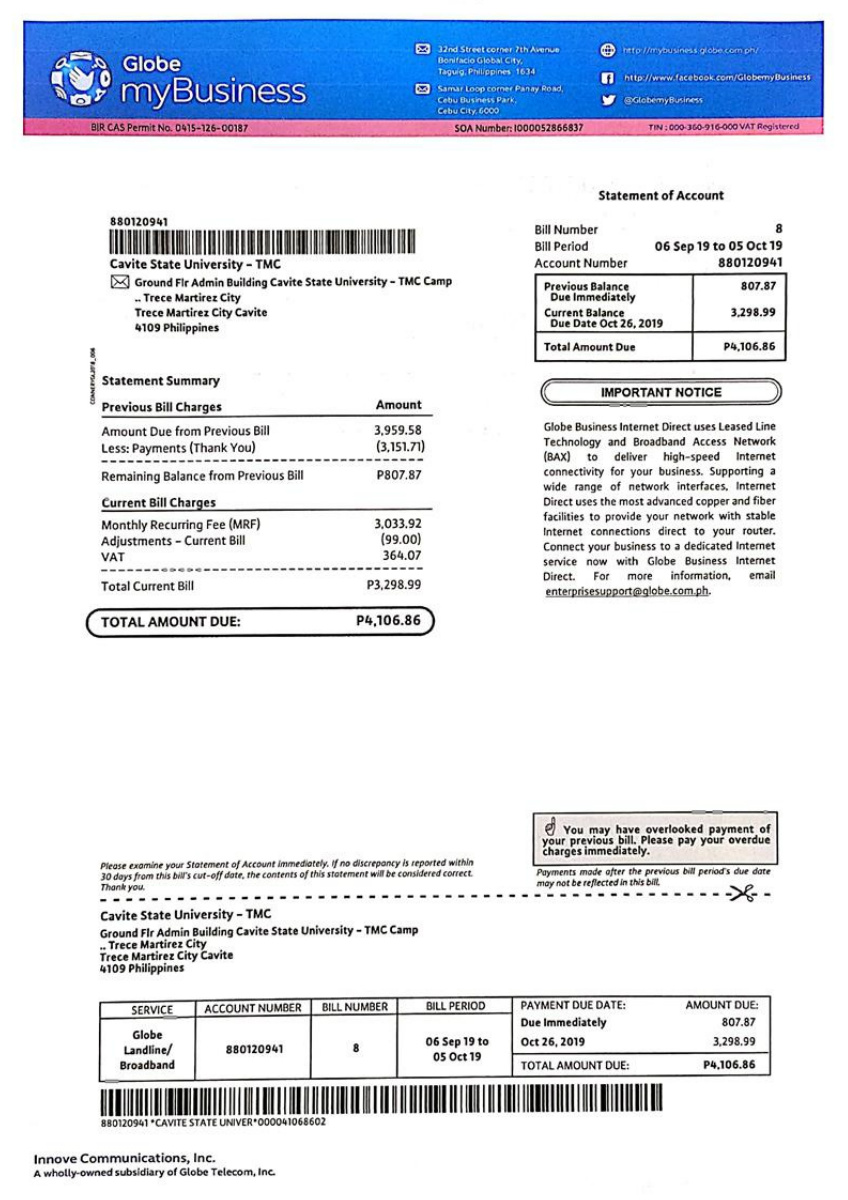 Globe
myBusiness
32nd Street corner 7th Avenue
Bonifacio Global City,
Taguig, Philippines 1634
Samar Loop corner Panay Road,
Cebu Business Park,
Cebu City, 6000
http://mybusiness.globe.com.ph/
http://www.facebook.com/GlobemyBusiness
@GlobemyBusiness
BIR CAS Permit No. 0415-126-00187
SOA Number: I000052866837
TIN : 000-360-916-000 VAT Registered
Statement of Account
880120941
Cavite State University - TMC
Ground Flr Admin Building Cavite State University - TMC Camp
.. Trece Martirez City
Trece Martirez City Cavite
4109 Philippines
Bill Number 8
Bill Period 06 Sep 19 to 05 Oct 19
Account Number 880120941
Previous Balance 807.87
Due Immediately
Current Balance 3,298.99
Due Date Oct 26, 2019
Total Amount Due P4,106.86
Statement Summary
Previous Bill Charges Amount
Amount Due from Previous Bill 3,959.58
Less: Payments (Thank You) (3,151.71)
Remaining Balance from Previous Bill P807.87
Current Bill Charges
Monthly Recurring Fee (MRF) 3,033.92
Adjustments - Current Bill (99.00)
VAT 364.07
Total Current Bill P3,298.99
TOTAL AMOUNT DUE: P4,106.86
IMPORTANT NOTICE
Globe Business Internet Direct uses Leased Line
Technology and Broadband Access Network
(BAX) to deliver high-speed Internet
connectivity for your business. Supporting a
wide range of network interfaces, Internet
Direct uses the most advanced copper and fiber
facilities to provide your network with stable
Internet connections direct to your router.
Connect your business to a dedicated Internet
service now with Globe Business Internet
Direct. For more information, email
enterprisesupport@globe.com.ph.
You may have overlooked payment of
your previous bill. Please pay your overdue
charges immediately.
Please examine your Statement of Account immediately. If no discrepancy is reported within
30 days from this bill's cut-off date, the contents of this statement will be considered correct.
Thank you.
Payments made after the previous bill period's due date
may not be reflected in this bill.
Cavite State University - TMC
Ground Flr Admin Building Cavite State University - TMC Camp
.. Trece Martirez City
Trece Martirez City Cavite
4109 Philippines
SERVICE ACCOUNT NUMBER BILL NUMBER BILL PERIOD PAYMENT DUE DATE: AMOUNT DUE:
Globe
Landline/
Broadband
880120941
8
06 Sep 19 to
05 Oct 19
Due Immediately 807.87
Oct 26, 2019 3,298.99
TOTAL AMOUNT DUE: P4,106.86
880120941 *CAVITE STATE UNIVER*000041068602
Innove Communications, Inc.
A wholly-owned subsidiary of Globe Telecom, Inc.